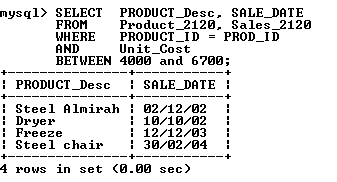 mysql> SELECT PRODUCT_Desc, SALE_DATE
FROM Product_2120, Sales_2120
WHERE PRODUCT_ID = PROD_ID
AND Unit_Cost
BETWEEN 4000 and 6700;
+---------------+-----------+
| PRODUCT_Desc | SALE_DATE |
+---------------+-----------+
| Steel Almirah | 02/12/02 |
| Dryer | 10/10/02 |
| Freeze | 12/12/03 |
| Steel chair | 30/02/04 |
+---------------+-----------+
4 rows in set (0.00 sec)